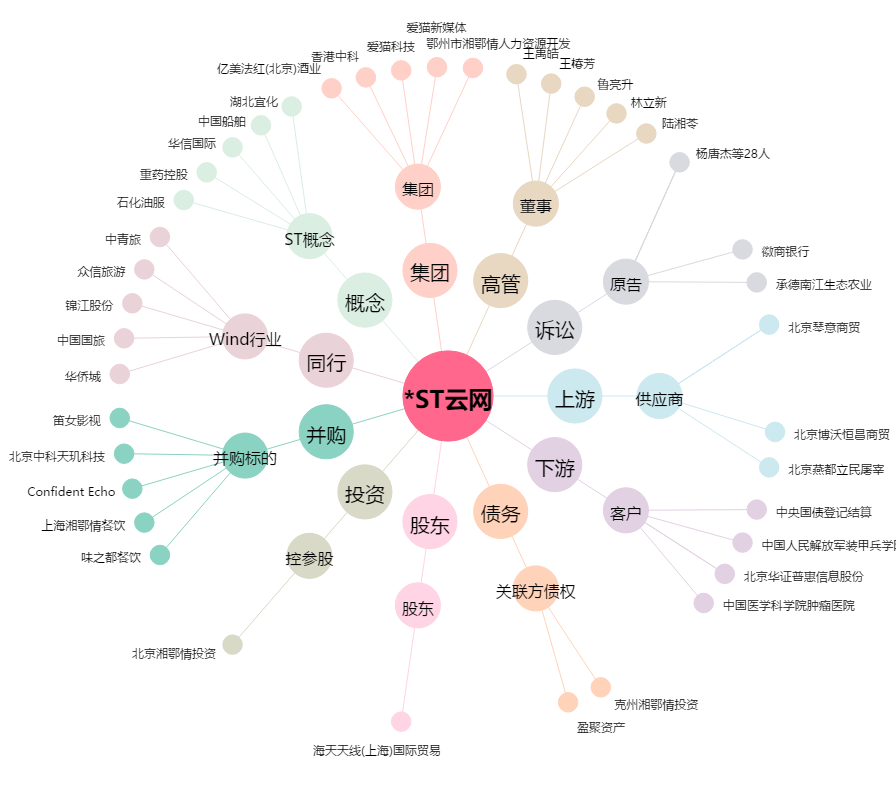 爱猫新媒体
鄂州市湘鄂情人力资源开发
爱猫科技
香港中科
亿美法红(北京)酒业
王禹皓
王椿芳
鲁亮升
林立新
陆湘苓
杨唐杰等28人
湖北宜化
中国船舶
华信国际
重药控股
石化油服
集团
董事
ST概念
中青旅
众信旅游
锦江股份
中国国旅
华侨城
徽商银行
承德南江生态农业
集团
高管
原告
概念
诉讼
北京琴意商贸
Wind行业
同行
*ST云网
上游
供应商
笛女影视
北京中科天玑科技
Confident Echo
上海湘鄂情餐饮
味之都餐饮
并购
并购标的
北京博沃恒昌商贸
北京燕都立民屠宰
下游
投资
股东
债务
客户
中央国债登记结算
中国人民解放军装甲兵学
北京华证普惠信息股份
中国医学科学院肿瘤医院
控参股
关联方债权
股东
北京湘鄂情投资
克州湘鄂情投资
盈聚资产
海天天线(上海)国际贸易